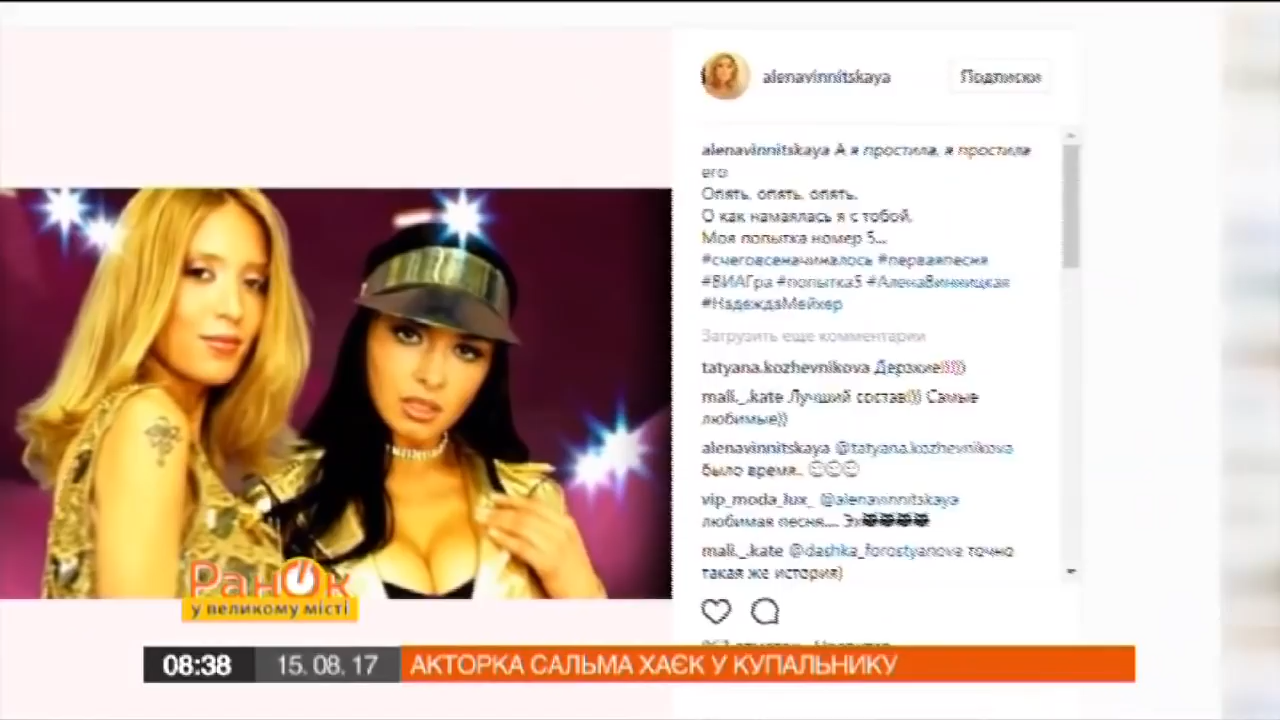 alenavinnitskaya
Подписки
alenavinnitskaya А я простила, я простила
его
Опять, опять, опять.
О как намаялась я с тобой,
Моя попытка номер 5...
#счеговсеначиналось #перваяпесня
#ВИАГра #попытка5 #АленаВинницкая
#НадеждаМейхер
Загрузить еще комментарии
tatyana.kozhevnikova Дерзкие!!!)))
mali._.kate Лучший состав!)) Самые
любимые))
alenavinnitskaya @tatyana.kozhevnikova
было время..
vip_moda_lux_ @alenavinnitskaya
любимая песня.... Эх
mali._.kate @dashka_forostyanova точно
такая же история)
Ранок
у великому місті
08:38 15.08.17 АКТОРКА САЛЬМА ХАЄК У КУПАЛЬНИКУ